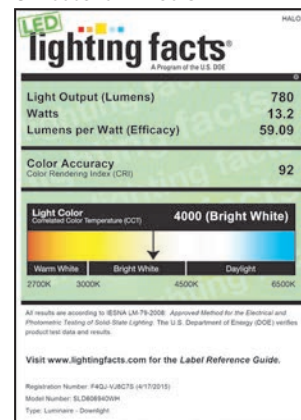 HALO
LED
lighting facts®
A Program of the U.S. DOE
Light Output (Lumens) 780
Watts 13.2
Lumens per Watt (Efficacy) 59.09
Color Accuracy
Color Rendering Index (CRI) 92
Light Color
Correlated Color Temperature (CCT) 4000 (Bright White)
Warm White Bright White Daylight
2700K 3000K 4500K 6500K
All results are according to IESNA LM-79-2008: Approved Method for the Electrical and
Photometric Testing of Solid-State Lighting. The U.S. Department of Energy (DOE) verifies
product test data and results.
Visit www.lightingfacts.com for the Label Reference Guide.
Registration Number: F4QJ-VJ8C7S (4/17/2015)
Model Number: SLD606940WH
Type: Luminaire - Downlight